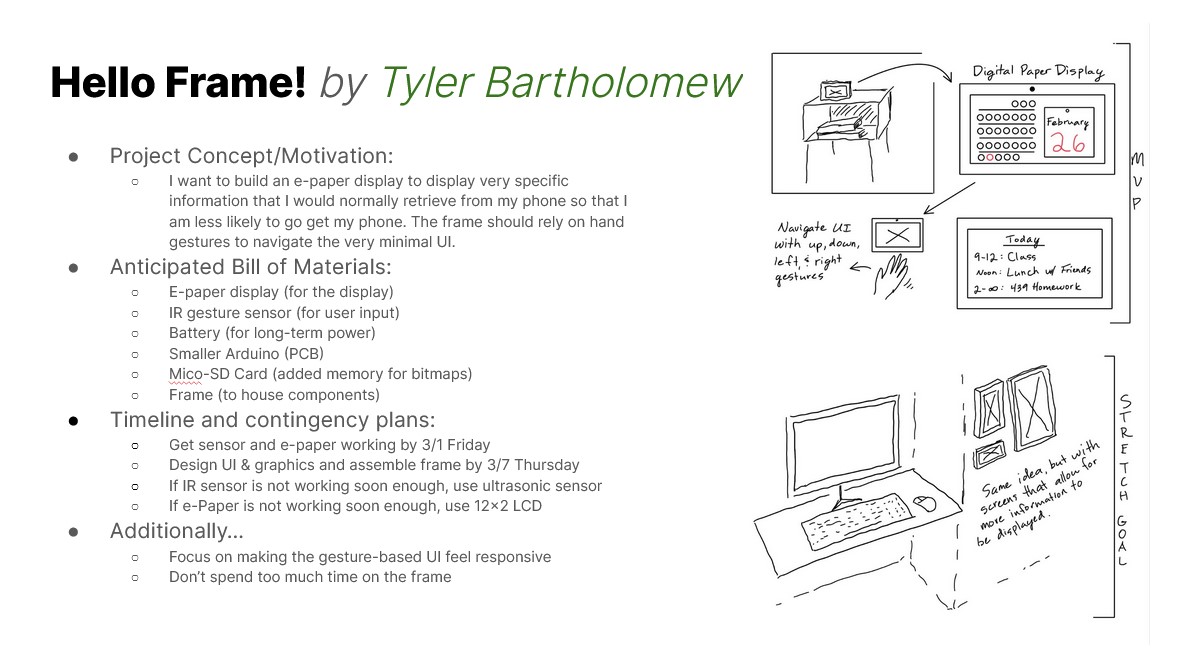 Hello Frame! by Tyler Bartholomew
● Project Concept/Motivation:
○ I want to build an e-paper display to display very specific
information that I would normally retrieve from my phone so that I
am less likely to go get my phone. The frame should rely on hand
gestures to navigate the very minimal UI.
● Anticipated Bill of Materials:
○ E-paper display (for the display)
○ IR gesture sensor (for user input)
○ Battery (for long-term power)
○ Smaller Arduino (PCB)
○ Mico-SD Card (added memory for bitmaps)
○ Frame (to house components)
● Timeline and contingency plans:
○ Get sensor and e-paper working by 3/1 Friday
○ Design UI & graphics and assemble frame by 3/7 Thursday
○ If IR sensor is not working soon enough, use ultrasonic sensor
○ If e-Paper is not working soon enough, use 12×2 LCD
● Additionally...
○ Focus on making the gesture-based UI feel responsive
○ Don't spend too much time on the frame
Digital Paper Display
February
26
MVP
Navigate UI
with up, down,
left, & right
gestures
Today
9-12: Class
Noon: Lunch w/ Friends
2-∞: 439 Homework
Same idea, but with
screens that allow for
more information to
be displayed.
STRETCH GOAL